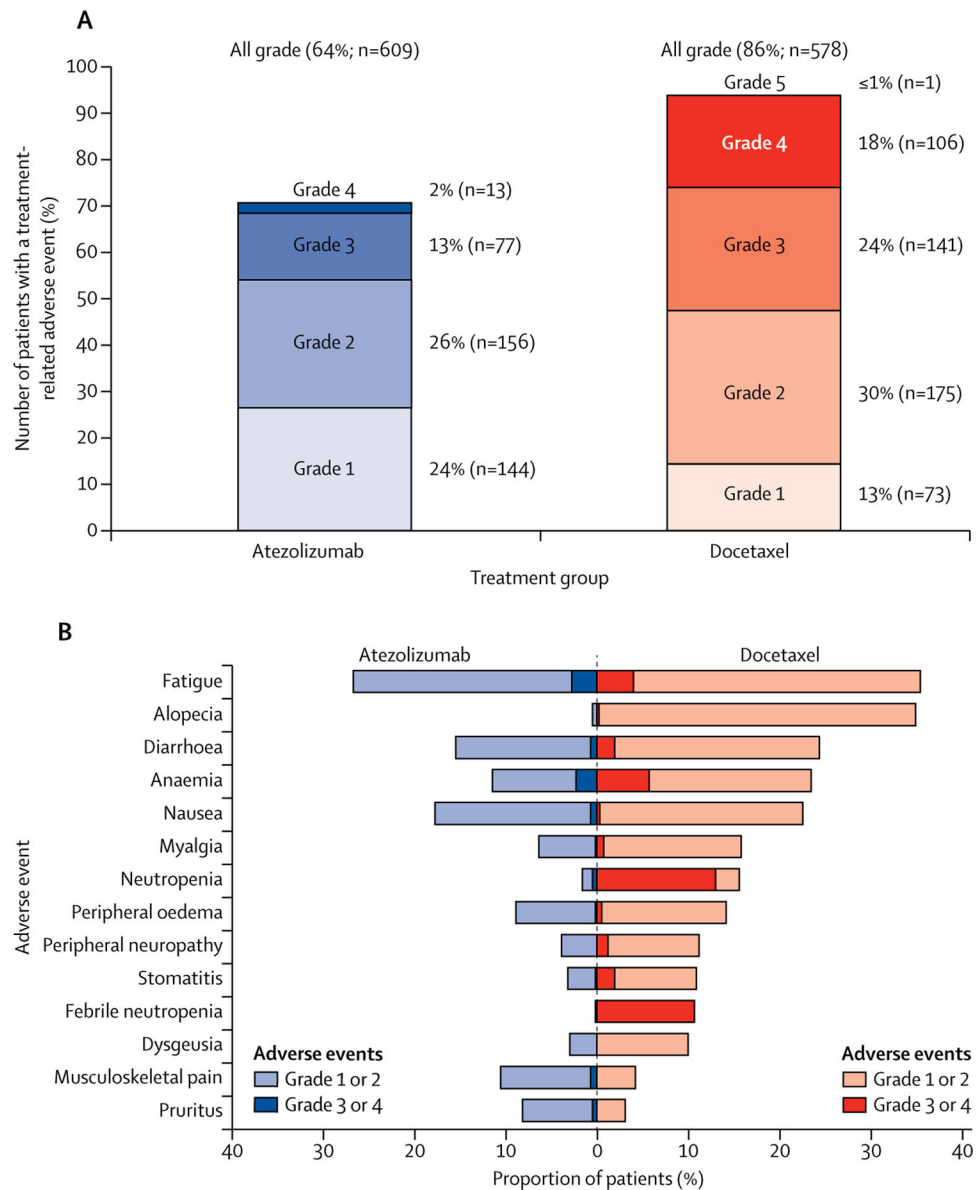 A
All grade (64%; n=609)
All grade (86%; n=578)
Number of patients with a treatment-
related adverse event (%)
100
90
80
70
60
50
40
30
20
10
0
Grade 4
2% (n=13)
Grade 3
13% (n=77)
Grade 2
26% (n=156)
Grade 1
24% (n=144)
Grade 5
≤1% (n=1)
Grade 4
18% (n=106)
Grade 3
24% (n=141)
Grade 2
30% (n=175)
Grade 1
13% (n=73)
Atezolizumab
Docetaxel
Treatment group
B
Atezolizumab
Docetaxel
Adverse event
Fatigue
Alopecia
Diarrhoea
Anaemia
Nausea
Myalgia
Neutropenia
Peripheral oedema
Peripheral neuropathy
Stomatitis
Febrile neutropenia
Dysgeusia
Musculoskeletal pain
Pruritus
Adverse events
Grade 1 or 2
Grade 3 or 4
Adverse events
Grade 1 or 2
Grade 3 or 4
40 30 20 10 0 10 20 30 40
Proportion of patients (%)